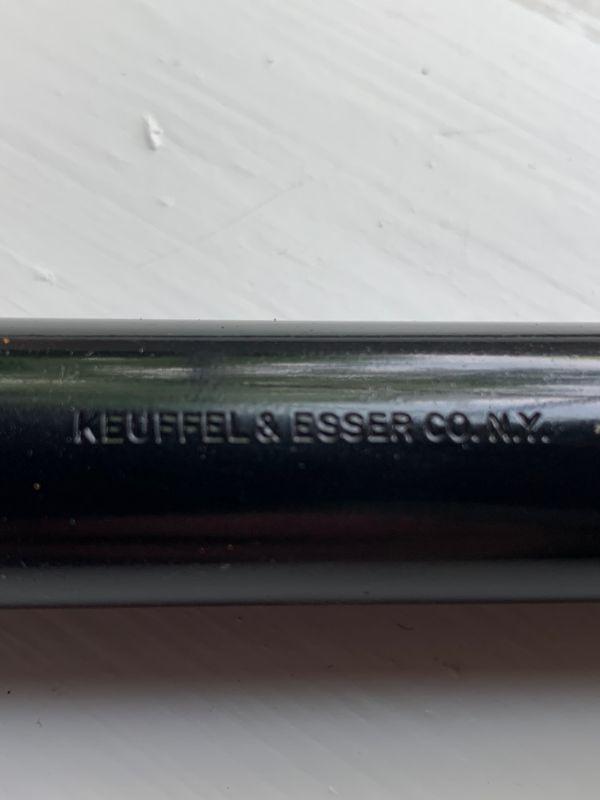 KEUFFEL & ESSER CO. N.Y.